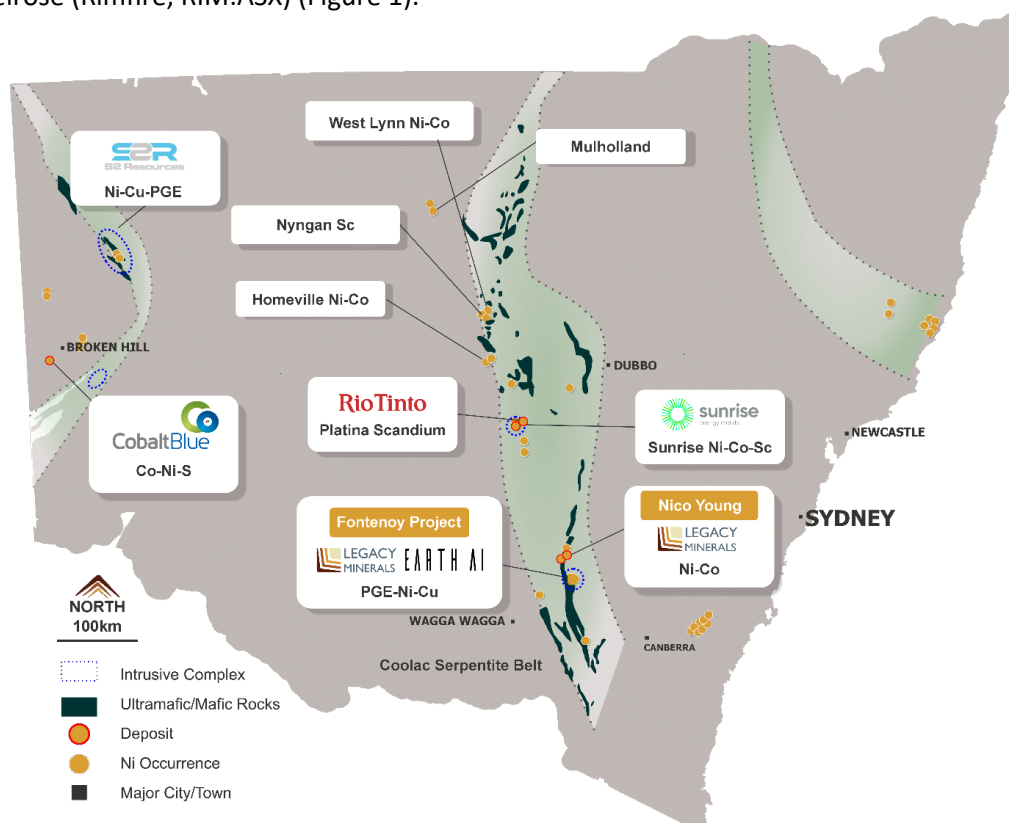 elrose (Rimfire, RIM.ASX) (Figure 1).
West Lynn Ni-Co
Mulholland
S2R
S2 Resources
Ni-Cu-PGE
Nyngan Sc
Homeville Ni-Co
BROKEN HILL
DUBBO
RioTinto
Platina Scandium
sunrise
energy metals
Sunrise Ni-Co-Sc
CobaltBlue
Co-Ni-S
NEWCASTLE
SYDNEY
Fontenoy Project
LEGACY
MINERALS
EARTH AI
PGE-Ni-Cu
Nico Young
LEGACY
MINERALS
Ni-Co
NORTH
100km
WAGGA WAGGA
CANBERRA
Coolac Serpentite Belt
Intrusive Complex
Ultramafic/Mafic Rocks
Deposit
Ni Occurrence
Major City/Town